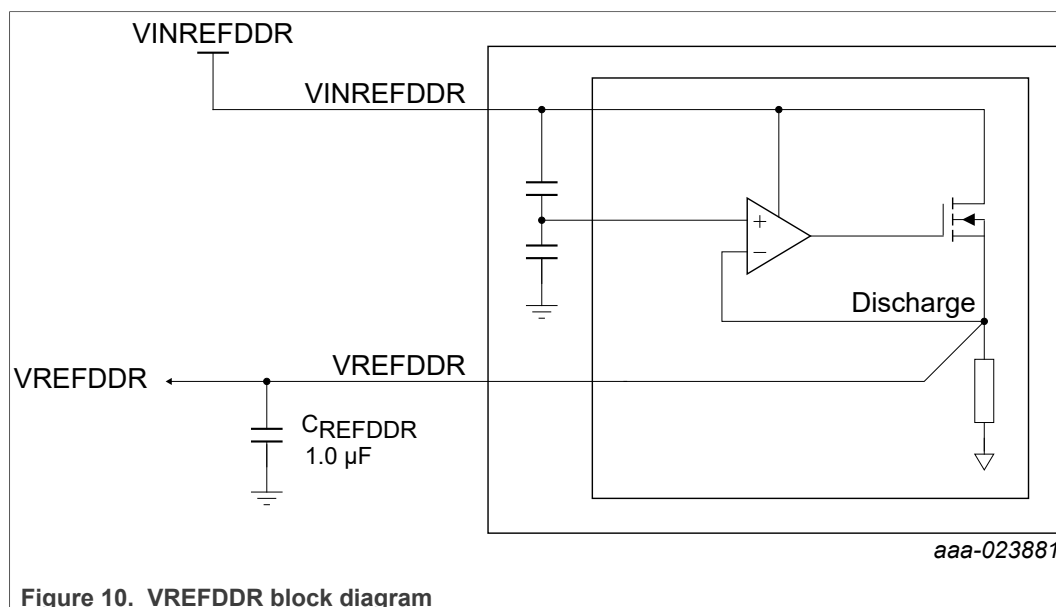 VINREFDDR
VINREFDDR
+
−
Discharge
VREFDDR
VREFDDR
CREFDDR
1.0 µF
aaa-023881
Figure 10. VREFDDR block diagram